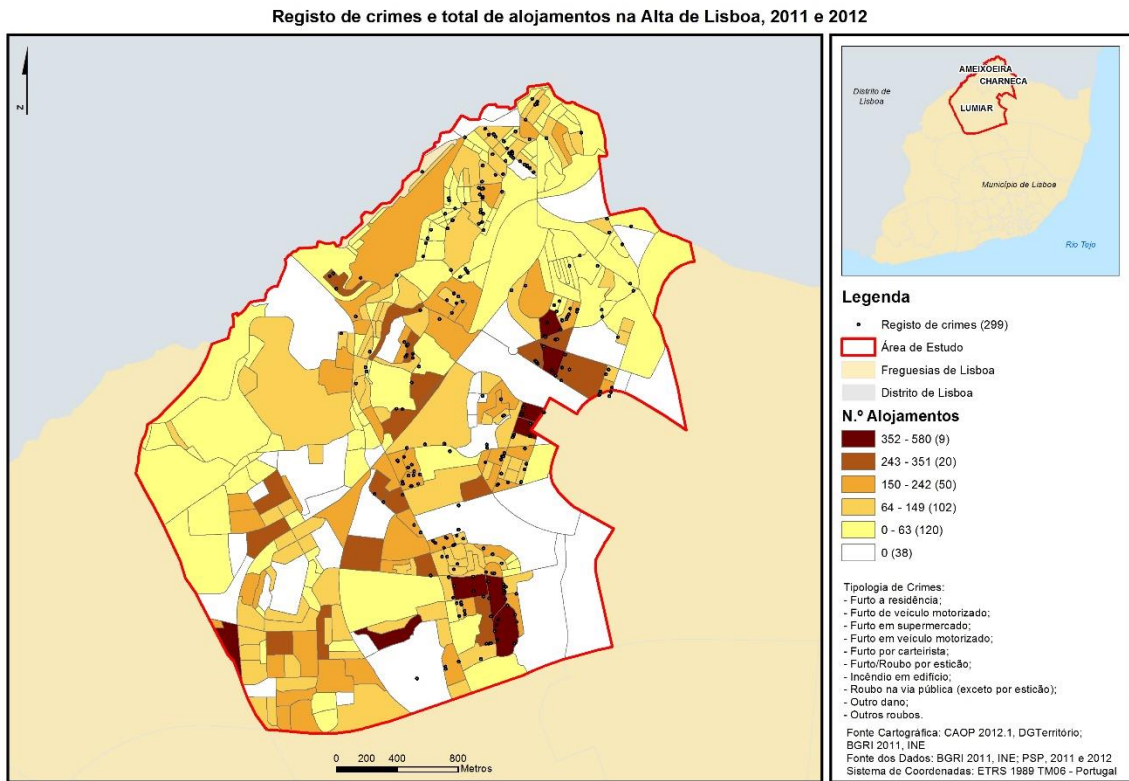 Registo de crimes e total de alojamentos na Alta de Lisboa, 2011 e 2012
N
0 200 400 800
Metros
AMEIXOEIRA
CHARNECA
LUMIAR
Distrito de
Lisboa
Município de Lisboa
Rio Tejo
Legenda
Registo de crimes (299)
Área de Estudo
Freguesias de Lisboa
Distrito de Lisboa
N.º Alojamentos
352 - 580 (9)
243 - 351 (20)
150 - 242 (50)
64 - 149 (102)
0 - 63 (120)
0 (38)
Tipologia de Crimes:
- Furto a residência;
- Furto de veículo motorizado;
- Furto em supermercado;
- Furto em veículo motorizado;
- Furto por carteirista;
- Furto/Roubo por esticão;
- Incêndio em edifício;
- Roubo na via pública (exceto por esticão);
- Outro dano;
- Outros roubos.
Fonte Cartográfica: CAOP 2012.1, DGTerritório;
BGRI 2011, INE
Fonte dos Dados: BGRI 2011, INE; PSP, 2011 e 2012
Sistema de Coordenadas: ETRS 1989 TM06 - Portugal